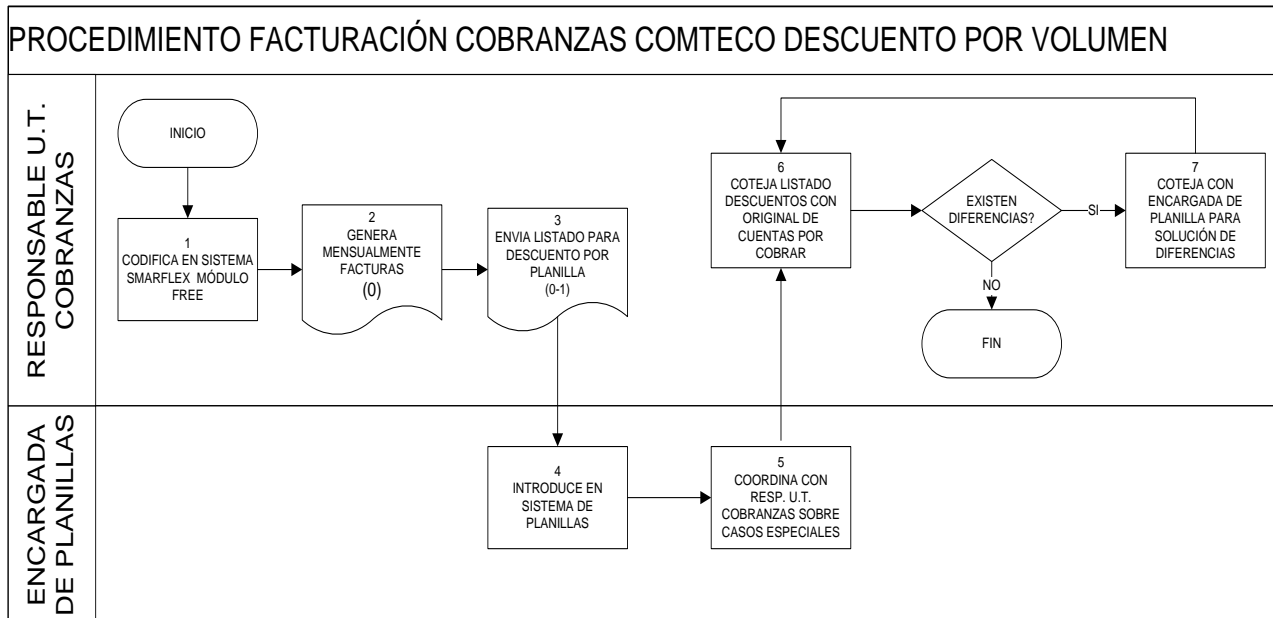 PROCEDIMIENTO FACTURACIÓN COBRANZAS COMTECO DESCUENTO POR VOLUMEN
RESPONSABLE U.T.
COBRANZAS
INICIO
1
CODIFICA EN SISTEMA
SMARFLEX MÓDULO
FREE
2
GENERA
MENSUALMENTE
FACTURAS
(0)
3
ENVIA LISTADO PARA
DESCUENTO POR
PLANILLA
(0-1)
6
COTEJA LISTADO
DESCUENTOS CON
ORIGINAL DE
CUENTAS POR
COBRAR
EXISTEN
DIFERENCIAS?
SI
7
COTEJA CON
ENCARGADA DE
PLANILLA PARA
SOLUCIÓN DE
DIFERENCIAS
NO
FIN
ENCARGADA
DE PLANILLAS
4
INTRODUCE EN
SISTEMA DE
PLANILLAS
5
COORDINA CON
RESP. U.T.
COBRANZAS SOBRE
CASOS ESPECIALES